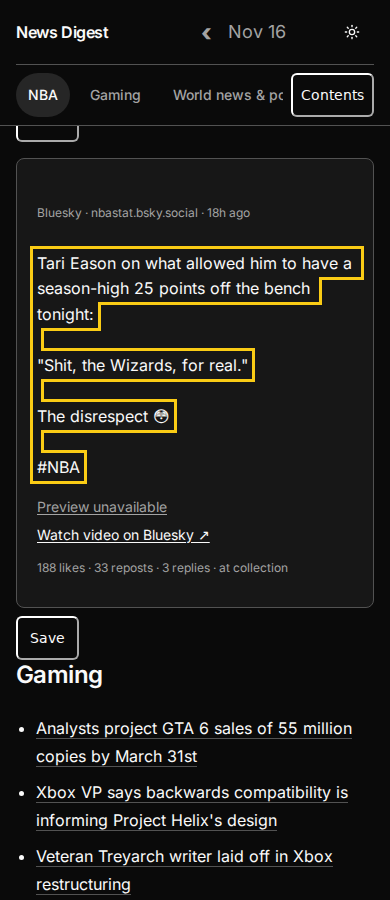 News Digest
‹ Nov 16
NBA Gaming World news & po Contents
Bluesky · nbastat.bsky.social · 18h ago
Tari Eason on what allowed him to have a
season-high 25 points off the bench
tonight:
"Shit, the Wizards, for real."
The disrespect 😳
#NBA
Preview unavailable
Watch video on Bluesky ↗
188 likes · 33 reposts · 3 replies · at collection
Save
Gaming
• Analysts project GTA 6 sales of 55 million
copies by March 31st
• Xbox VP says backwards compatibility is
informing Project Helix's design
• Veteran Treyarch writer laid off in Xbox
restructuring